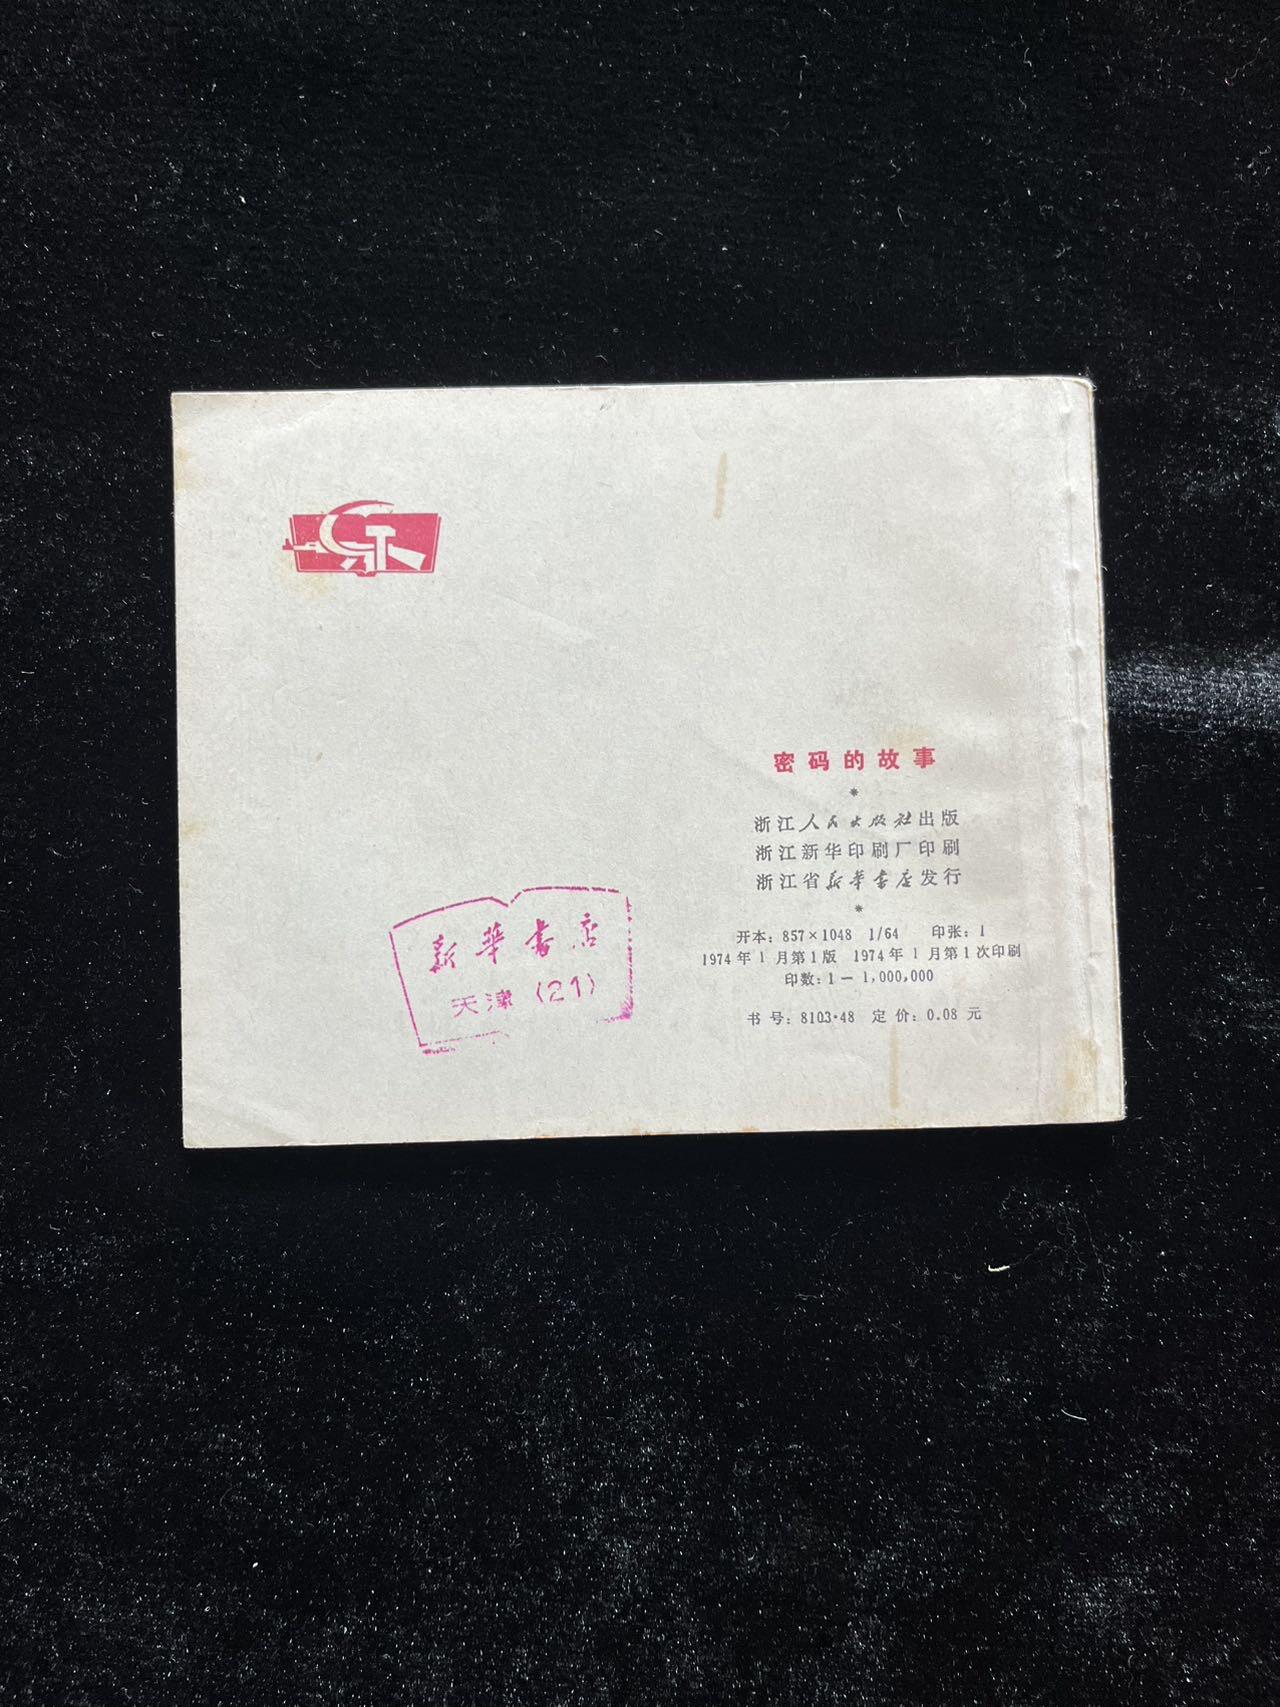 密码的故事
*
浙江人民出版社出版
浙江新华印刷厂印刷
浙江省新华书店发行
*
开本：857×1048 1/64 印张：1
1974年1月第1版 1974年1月第1次印刷
印数：1—1,000,000
书号：8103·48 定价：0.08元
新華書店
天津（21）